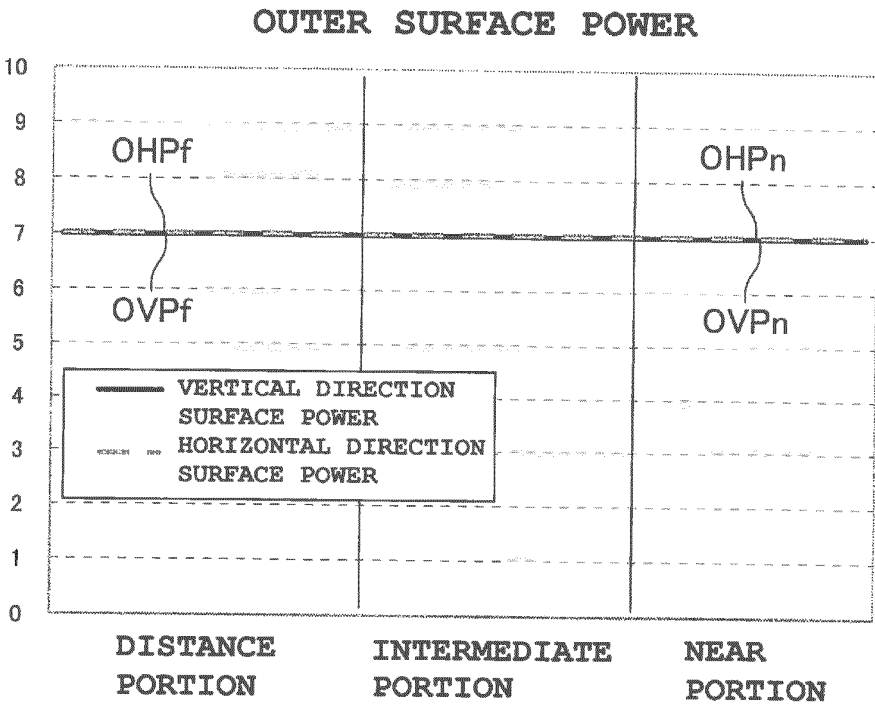 OUTER SURFACE POWER
10
9
8
7
6
5
4
3
2
1
0
OHPf
OVPf
OHPn
OVPn
VERTICAL DIRECTION
SURFACE POWER
HORIZONTAL DIRECTION
SURFACE POWER
DISTANCE
PORTION
INTERMEDIATE
PORTION
NEAR
PORTION